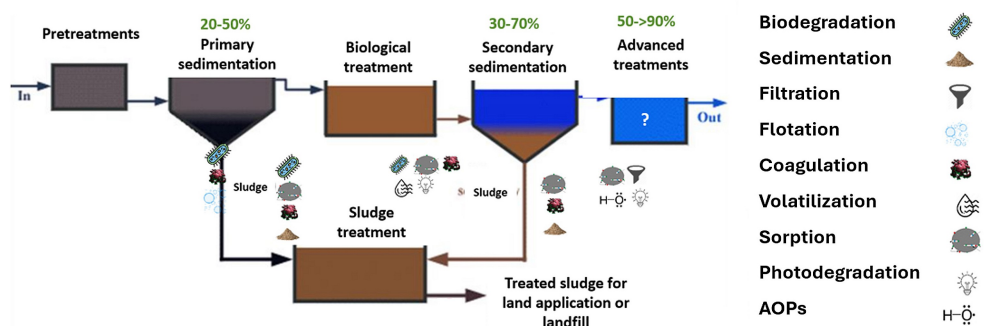 20-50%
30-70%
50->90%
Pretreatments
Primary
sedimentation
Biological
treatment
Secondary
sedimentation
Advanced
treatments
In
?
Out
Sludge
Sludge
H-Ö·
Sludge
treatment
Treated sludge for
land application or
landfill
Biodegradation
Sedimentation
Filtration
Flotation
Coagulation
Volatilization
Sorption
Photodegradation
AOPs
H-Ö·